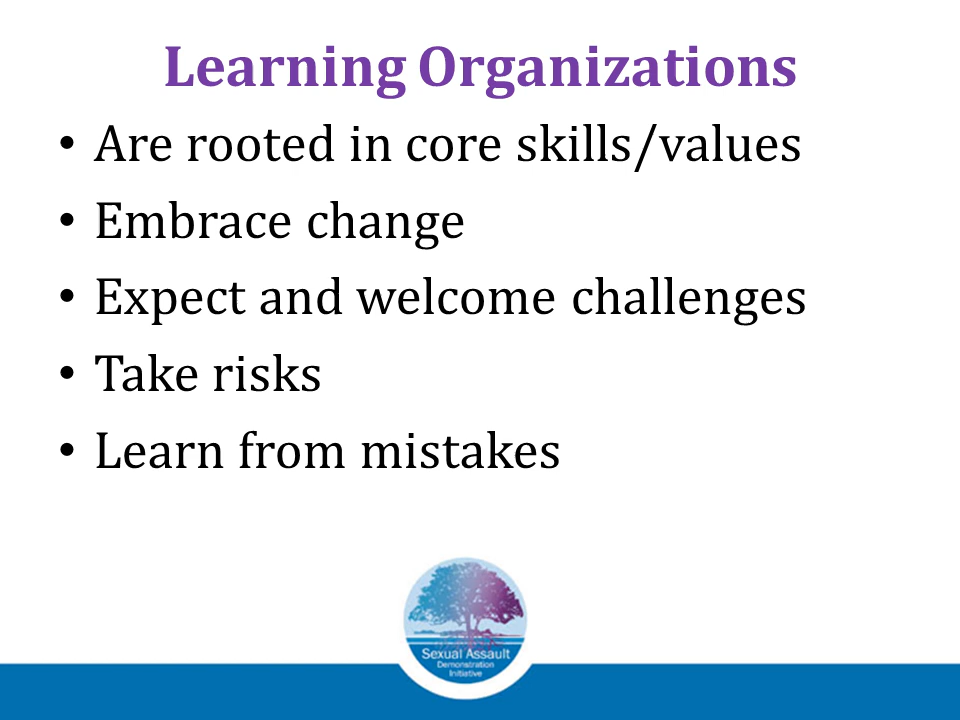 Learning Organizations
• Are rooted in core skills/values
• Embrace change
• Expect and welcome challenges
• Take risks
• Learn from mistakes
Sexual Assault
Demonstration
Initiative